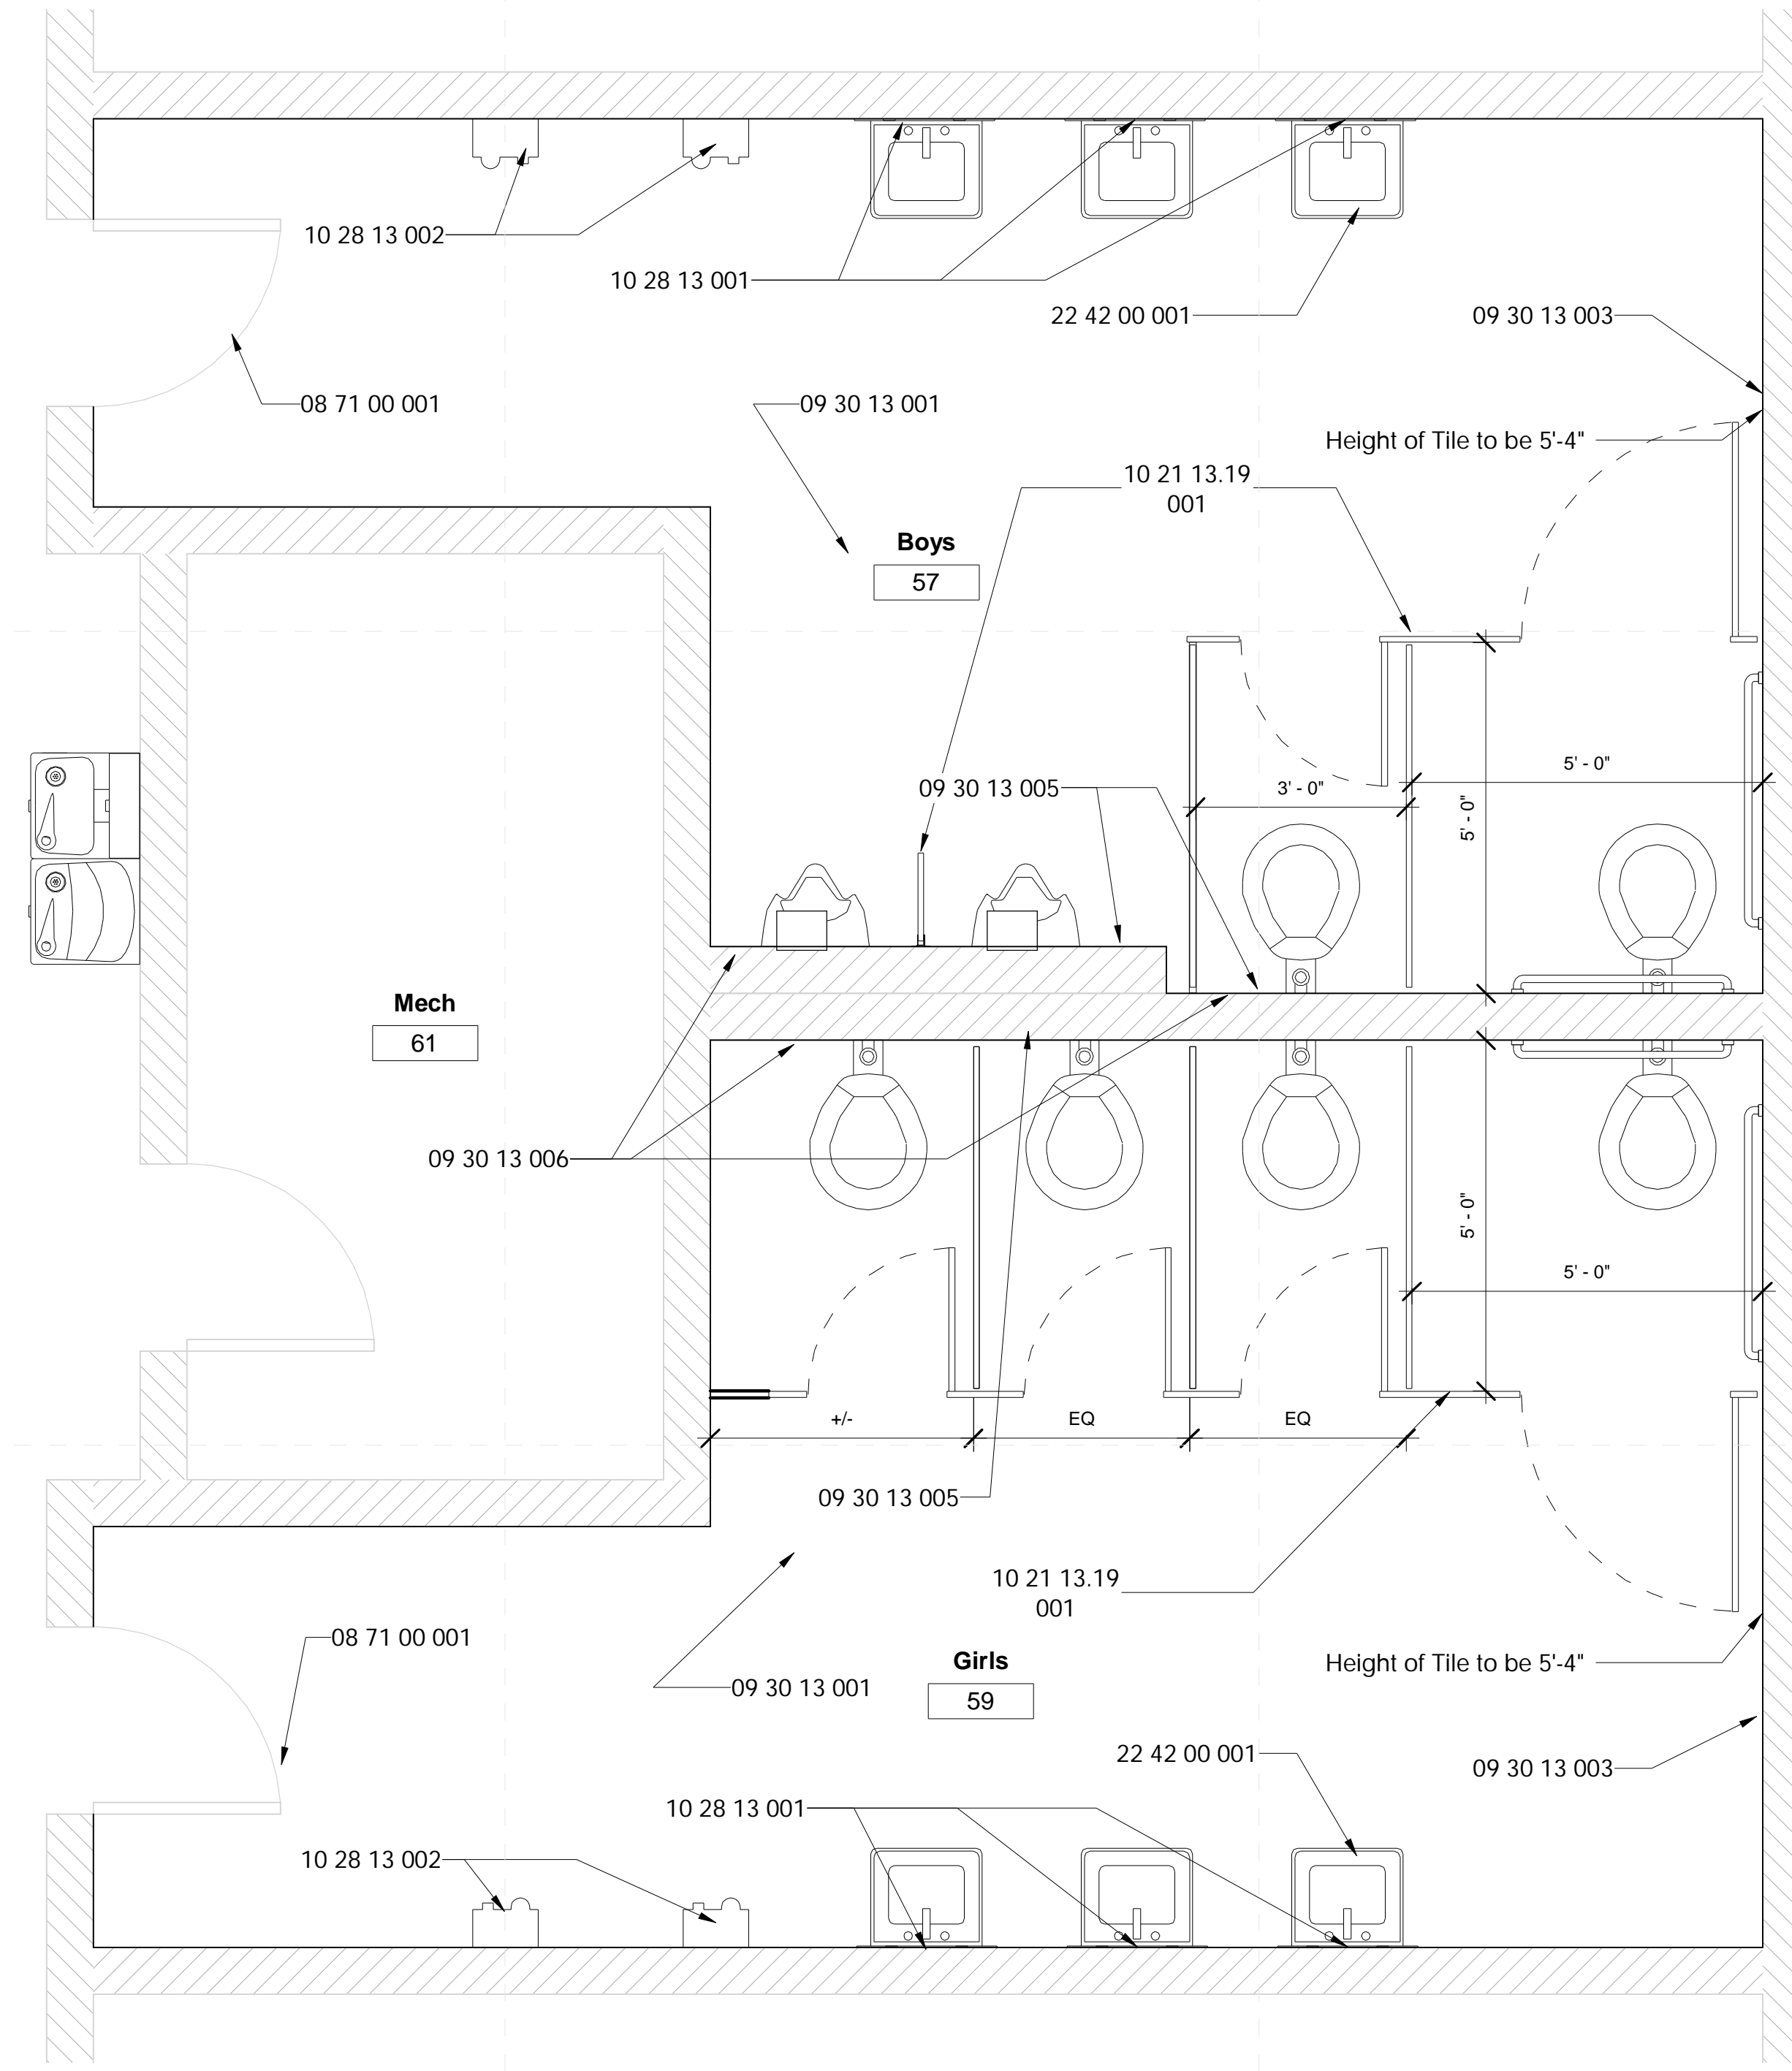 10 28 13 002
10 28 13 001
22 42 00 001
09 30 13 003
08 71 00 001
09 30 13 001
Height of Tile to be 5'-4"
10 21 13.19
001
Boys
57
09 30 13 005
3' - 0"
5' - 0"
5' - 0"
Mech
61
09 30 13 006
5' - 0"
5' - 0"
+/-
EQ
EQ
09 30 13 005
10 21 13.19
001
08 71 00 001
Girls
59
Height of Tile to be 5'-4"
09 30 13 001
22 42 00 001
09 30 13 003
10 28 13 001
10 28 13 002